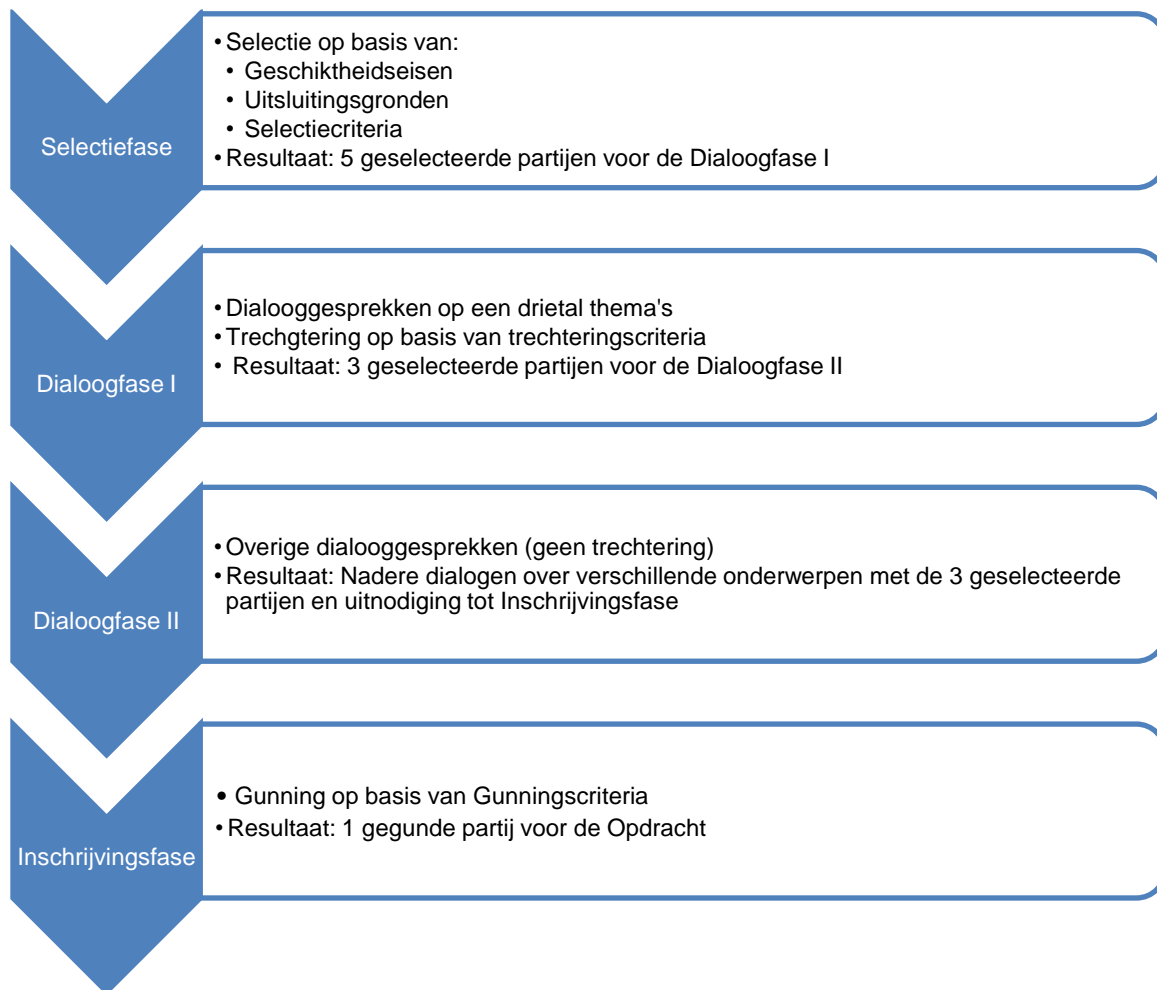 Selectiefase
• Selectie op basis van:
• Geschiktheidseisen
• Uitsluitingsgronden
• Selectiecriteria
• Resultaat: 5 geselecteerde partijen voor de Dialoogfase I
Dialoogfase I
• Dialooggesprekken op een drietal thema's
• Trechgtering op basis van trechteringscriteria
• Resultaat: 3 geselecteerde partijen voor de Dialoogfase II
Dialoogfase II
• Overige dialooggesprekken (geen trechtering)
• Resultaat: Nadere dialogen over verschillende onderwerpen met de 3 geselecteerde
partijen en uitnodiging tot Inschrijvingsfase
Inschrijvingsfase
• Gunning op basis van Gunningscriteria
• Resultaat: 1 gegunde partij voor de Opdracht